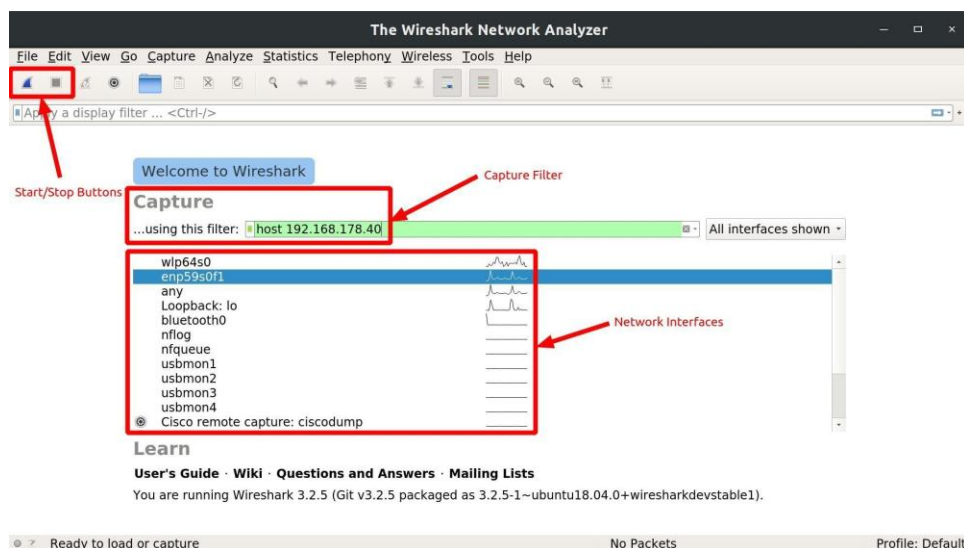 The Wireshark Network Analyzer
File Edit View Go Capture Analyze Statistics Telephony Wireless Tools Help
Apply a display filter ... <Ctrl-/>
Welcome to Wireshark
Capture Filter
Start/Stop Buttons
Capture
...using this filter: host 192.168.178.40 All interfaces shown
wlp64s0
enp59s0f1
any
Loopback: lo
bluetooth0
Network Interfaces
nflog
nfqueue
usbmon1
usbmon2
usbmon3
usbmon4
Cisco remote capture: ciscodump
Learn
User's Guide · Wiki · Questions and Answers · Mailing Lists
You are running Wireshark 3.2.5 (Git v3.2.5 packaged as 3.2.5-1~ubuntu18.04.0+wiresharkdevstable1).
Ready to load or capture No Packets Profile: Default